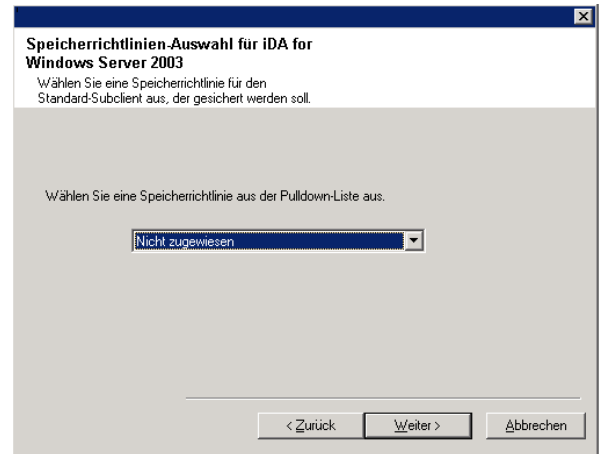 Speicherrichtlinien-Auswahl für iDA for
Windows Server 2003
Wählen Sie eine Speicherrichtlinie für den
Standard-Subclient aus, der gesichert werden soll.
Wählen Sie eine Speicherrichtlinie aus der Pulldown-Liste aus.
Nicht zugewiesen
< Zurück Weiter > Abbrechen